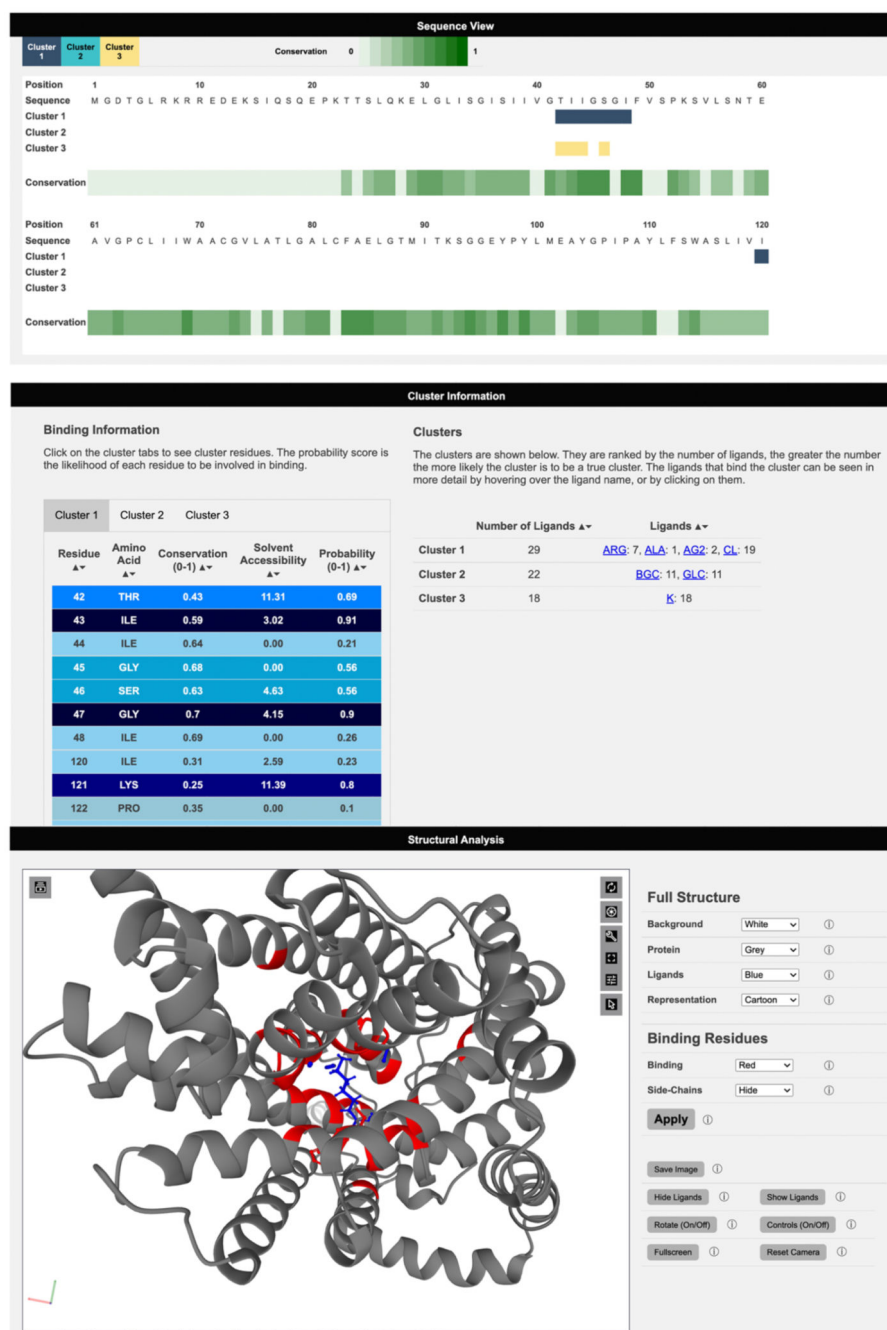 Sequence View
Cluster 1 Cluster 2 Cluster 3 Conservation 0 1
Position 1 10 20 30 40 50 60
Sequence M G D T G L R K R R E D E K S I Q S Q E P K T T S L Q K E L G L I S G I S I I V G T I I G S G I F V S P K S V L S N T E
Cluster 1
Cluster 2
Cluster 3
Conservation
Position 61 70 80 90 100 110 120
Sequence A V G P C L I I W A A C G V L A T L G A L C F A E L G T M I T K S G G E Y P Y L M E A Y G P I P A Y L F S W A S L I V I
Cluster 1
Cluster 2
Cluster 3
Conservation
Cluster Information
Binding Information
Click on the cluster tabs to see cluster residues. The probability score is
the likelihood of each residue to be involved in binding.
Cluster 1 Cluster 2 Cluster 3
Residue ▲▼ Amino Acid ▲▼ Conservation (0-1) ▲▼ Solvent Accessibility ▲▼ Probability (0-1) ▲▼
42 THR 0.43 11.31 0.69
43 ILE 0.59 3.02 0.91
44 ILE 0.64 0.00 0.21
45 GLY 0.68 0.00 0.56
46 SER 0.63 4.63 0.56
47 GLY 0.7 4.15 0.9
48 ILE 0.69 0.00 0.26
120 ILE 0.31 2.59 0.23
121 LYS 0.25 11.39 0.8
122 PRO 0.35 0.00 0.1
Clusters
The clusters are shown below. They are ranked by the number of ligands, the greater the number
the more likely the cluster is to be a true cluster. The ligands that bind the cluster can be seen in
more detail by hovering over the ligand name, or by clicking on them.
Number of Ligands ▲▼ Ligands ▲▼
Cluster 1 29 ARG: 7, ALA: 1, AG2: 2, CL: 19
Cluster 2 22 BGC: 11, GLC: 11
Cluster 3 18 K: 18
Structural Analysis
Full Structure
Background White
Protein Grey
Ligands Blue
Representation Cartoon
Binding Residues
Binding Red
Side-Chains Hide
Apply
Save Image
Hide Ligands Show Ligands
Rotate (On/Off) Controls (On/Off)
Fullscreen Reset Camera